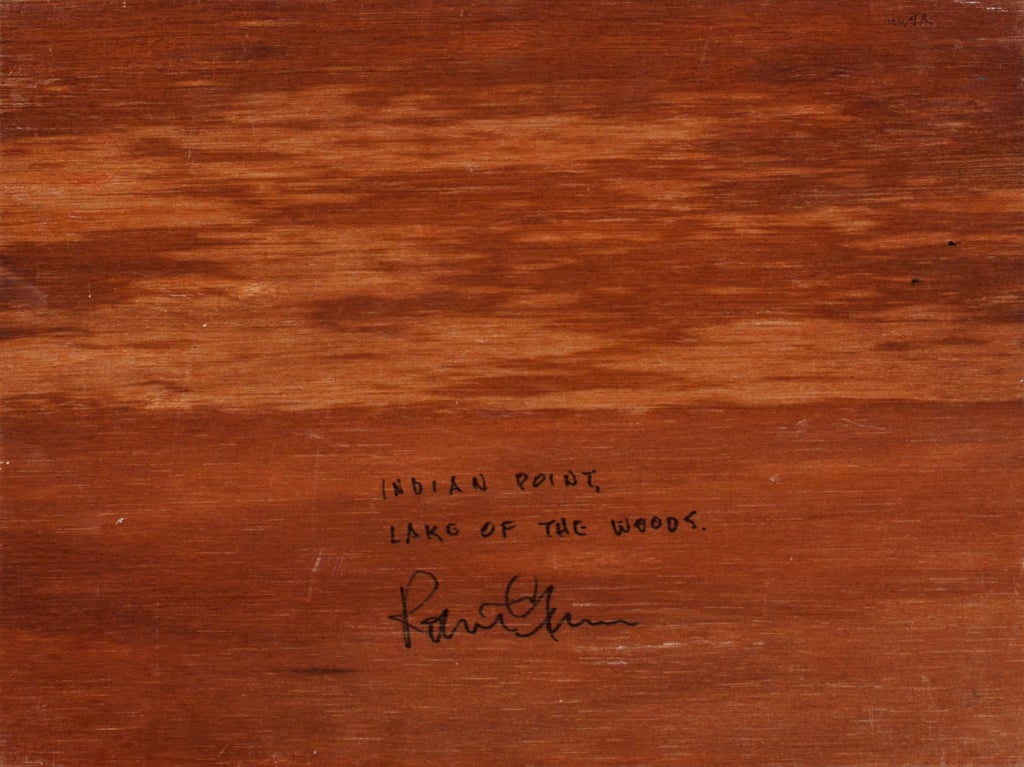 INDIAN POINT,
LAKE OF THE WOODS.